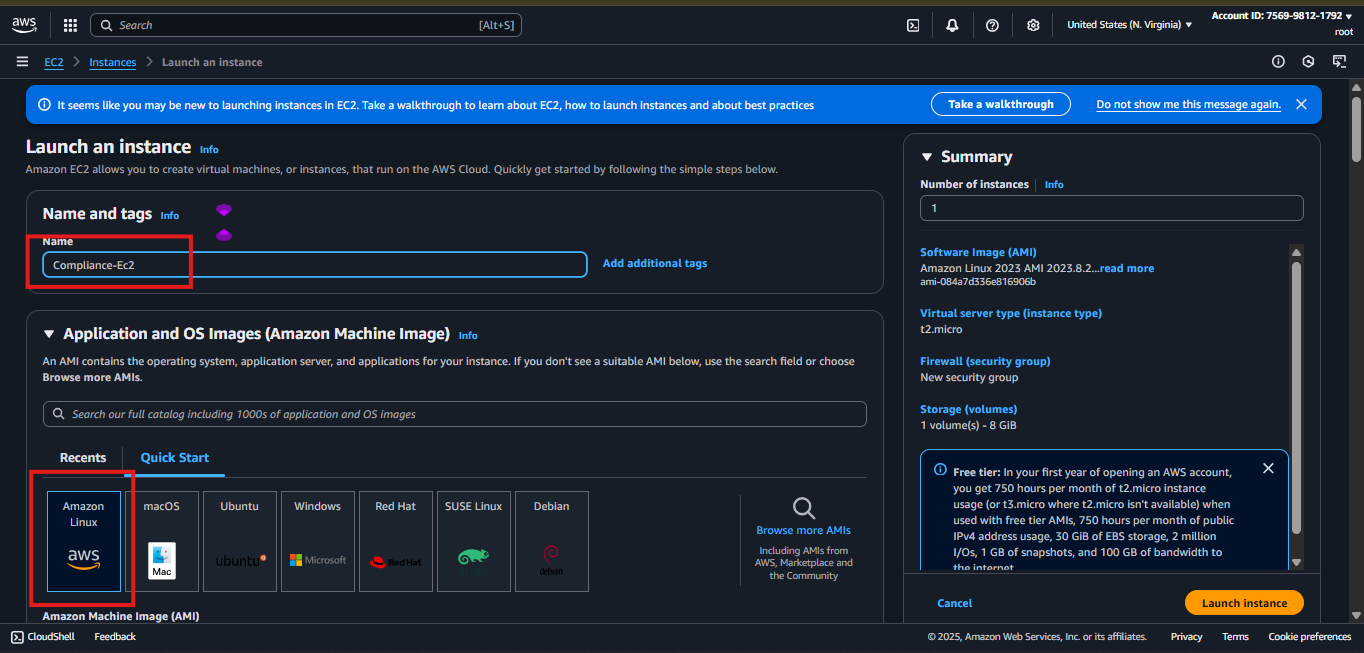 aws
Search [Alt+S]
United States (N. Virginia)
Account ID: 7569-9812-1792
root
EC2 > Instances > Launch an instance
It seems like you may be new to launching instances in EC2. Take a walkthrough to learn about EC2, how to launch instances and about best practices
Take a walkthrough
Do not show me this message again.
Launch an instance Info
Amazon EC2 allows you to create virtual machines, or instances, that run on the AWS Cloud. Quickly get started by following the simple steps below.
Name and tags Info
Name
Compliance-Ec2
Add additional tags
Application and OS Images (Amazon Machine Image) Info
An AMI contains the operating system, application server, and applications for your instance. If you don't see a suitable AMI below, use the search field or choose
Browse more AMIs.
Search our full catalog including 1000s of application and OS images
Recents
Quick Start
Amazon
Linux
aws
macOS
Mac
Ubuntu
ubuntu
Windows
Microsoft
Red Hat
Red Hat
SUSE Linux
Debian
debian
Browse more AMIs
Including AMIs from
AWS, Marketplace and
the Community
Amazon Machine Image (AMI)
Summary
Number of instances Info
1
Software Image (AMI)
Amazon Linux 2023 AMI 2023.8.2...read more
ami-084a7d336e816906b
Virtual server type (instance type)
t2.micro
Firewall (security group)
New security group
Storage (volumes)
1 volume(s) - 8 GiB
Free tier: In your first year of opening an AWS account,
you get 750 hours per month of t2.micro instance
usage (or t3.micro where t2.micro isn't available) when
used with free tier AMIs, 750 hours per month of public
IPv4 address usage, 30 GiB of EBS storage, 2 million
I/Os, 1 GB of snapshots, and 100 GB of bandwidth to
the internet.
Cancel
Launch instance
CloudShell
Feedback
© 2025, Amazon Web Services, Inc. or its affiliates.
Privacy
Terms
Cookie preferences